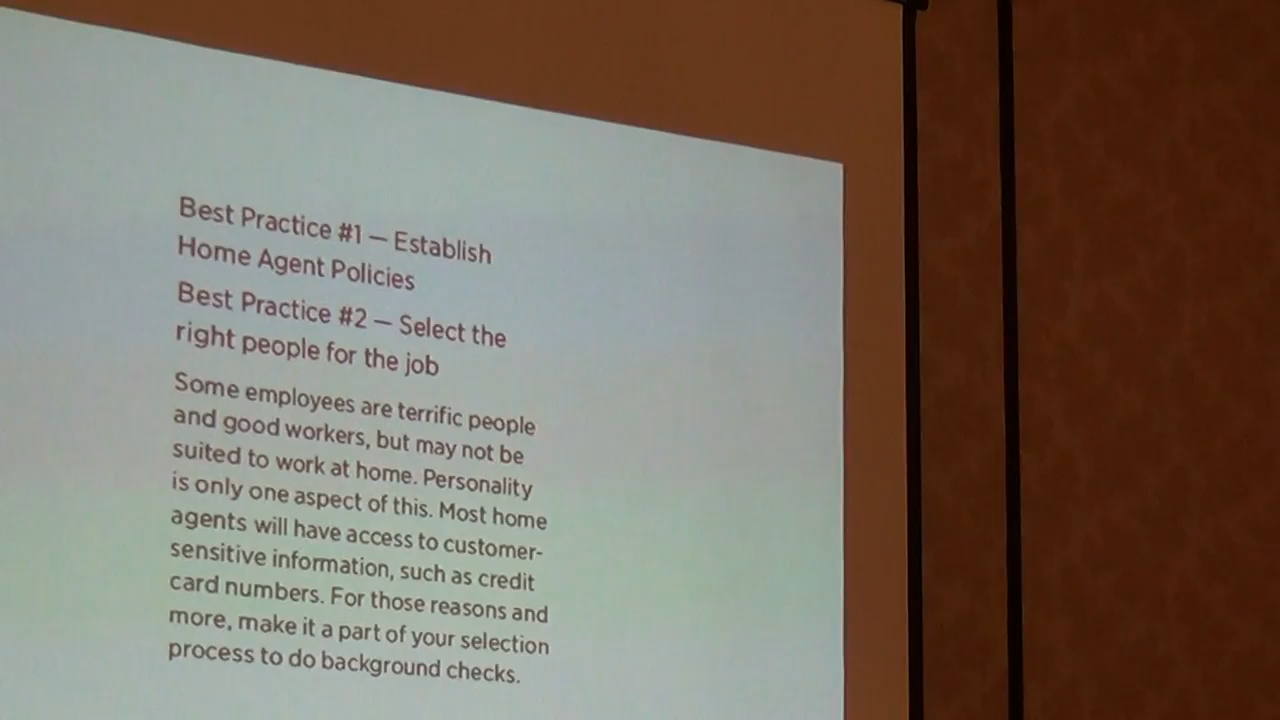 Best Practice #1 – Establish
Home Agent Policies
Best Practice #2 – Select the
right people for the job
Some employees are terrific people
and good workers, but may not be
suited to work at home. Personality
is only one aspect of this. Most home
agents will have access to customer-
sensitive information, such as credit
card numbers. For those reasons and
more, make it a part of your selection
process to do background checks.